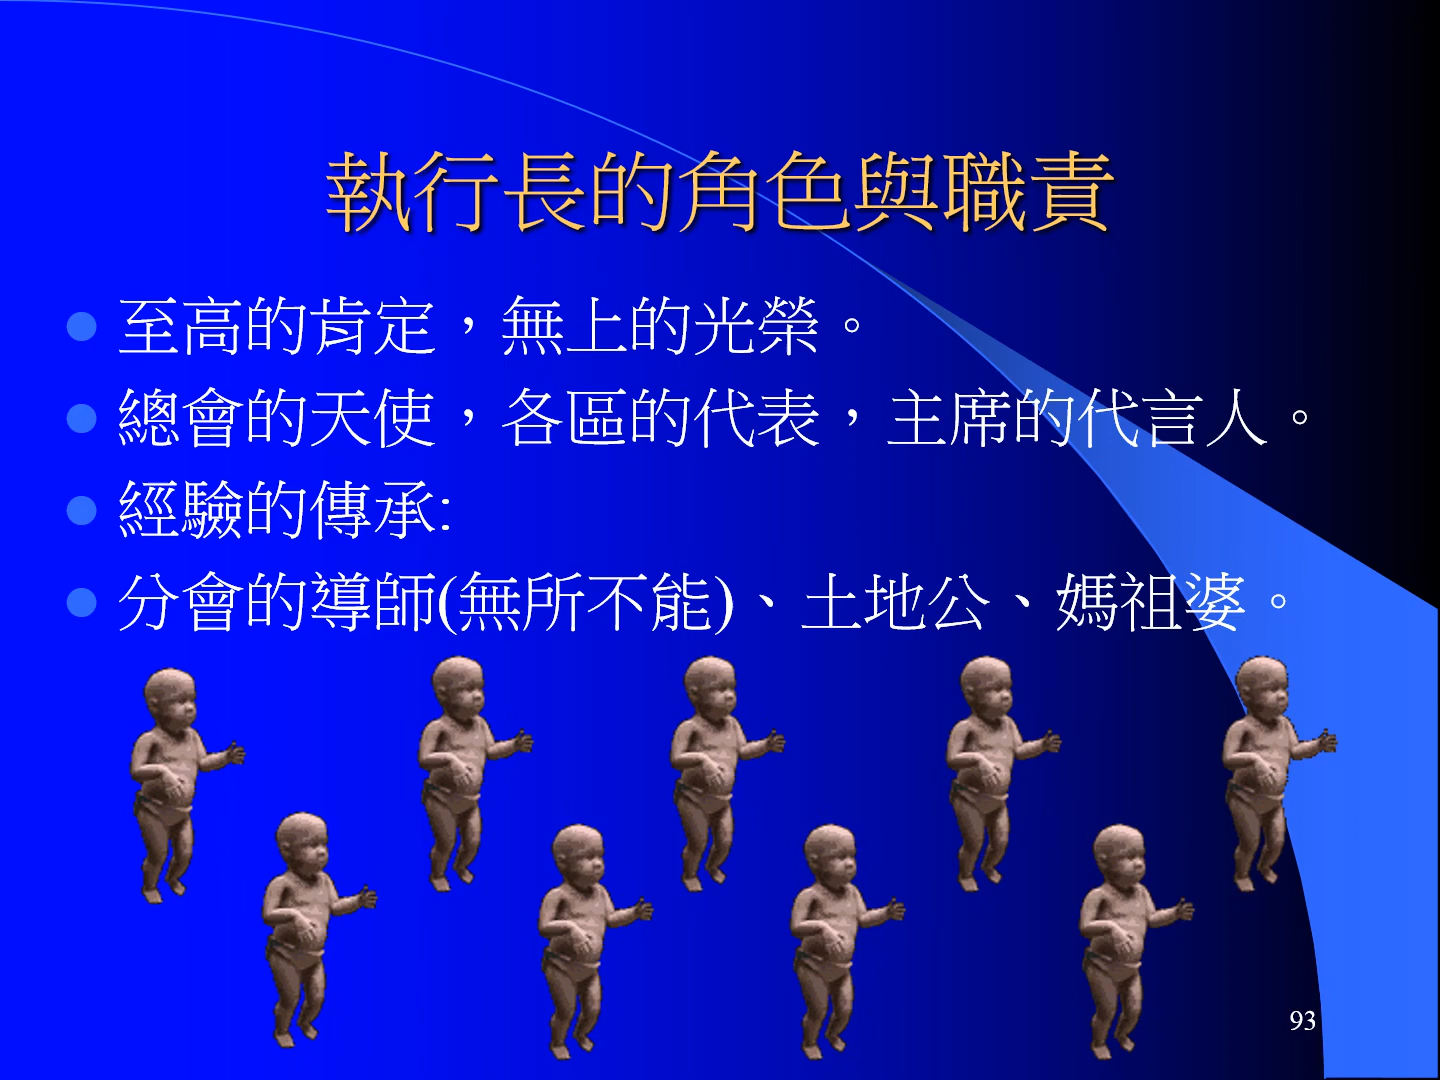 執行長的角色與職責
至高的肯定，無上的光榮。
總會的天使，各區的代表，主席的代言人。
經驗的傳承:
分會的導師(無所不能)、土地公、媽祖婆。
93